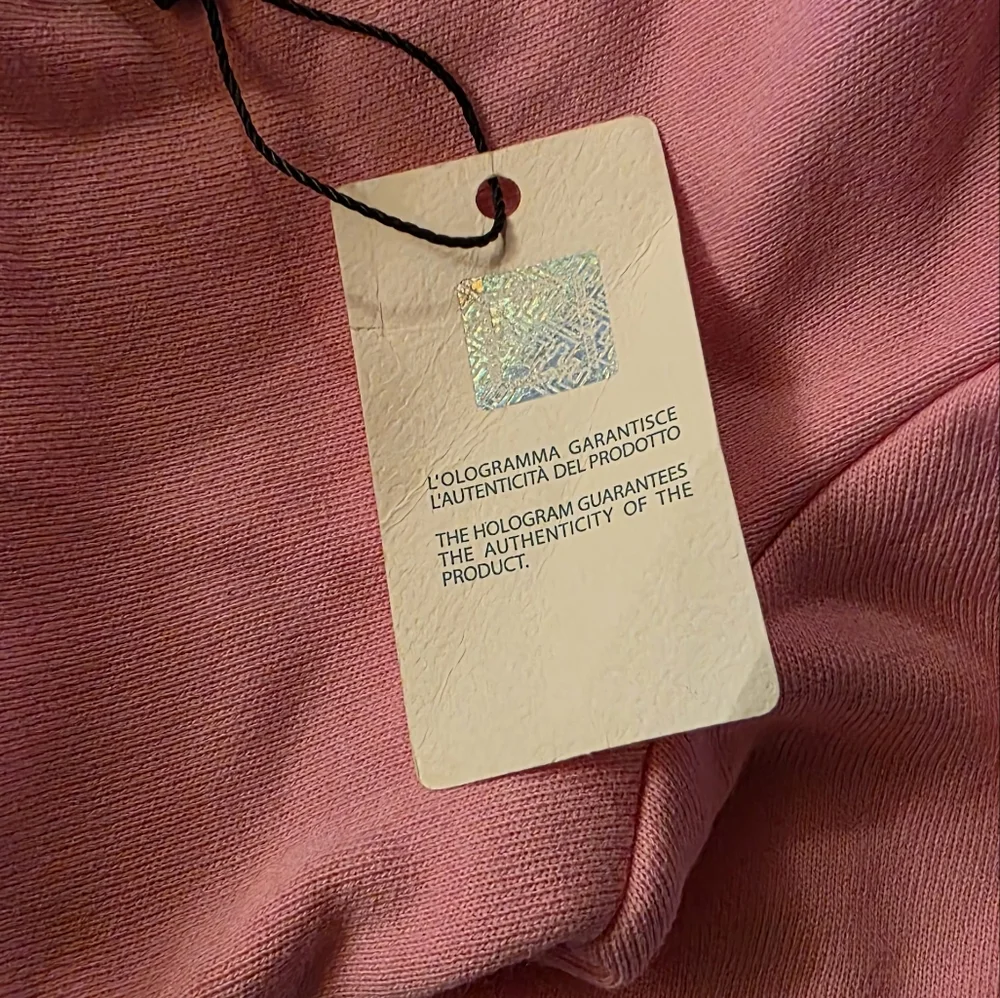 L'OLOGRAMMA GARANTISCE
L'AUTENTICITÀ DEL PRODOTTO
THE HOLOGRAM GUARANTEES
THE AUTHENTICITY OF THE
PRODUCT.